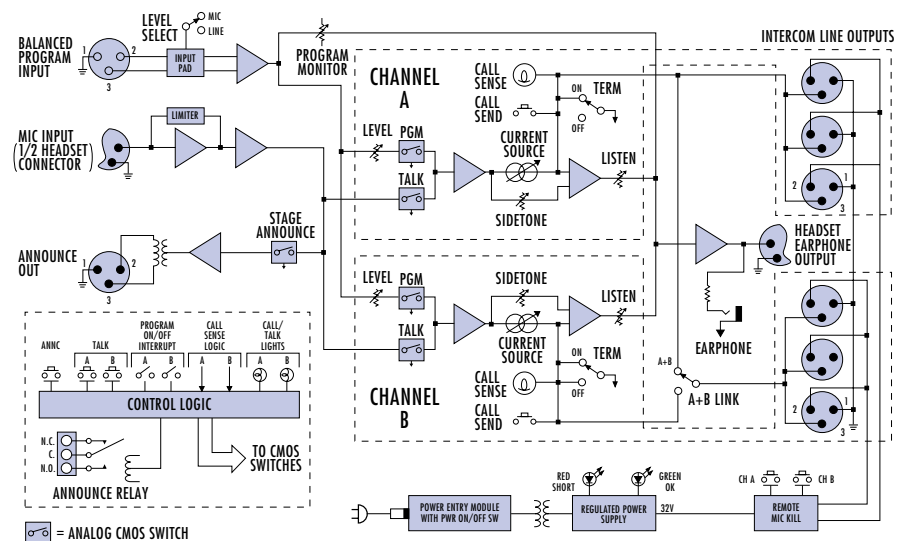 LEVEL
SELECT
MIC
LINE
BALANCED
PROGRAM
INPUT
1
2
3
INPUT
PAD
PROGRAM
MONITOR
INTERCOM LINE OUTPUTS
CHANNEL
A
CALL
SENSE
CALL
SEND
ON
TERM
OFF
LIMITER
MIC INPUT
(1/2 HEADSET
CONNECTOR)
LEVEL
PGM
TALK
CURRENT
SOURCE
LISTEN
SIDETONE
2
1
3
STAGE
ANNOUNCE
ANNOUNCE
OUT
1
2
3
HEADSET
EARPHONE
OUTPUT
LEVEL
PGM
TALK
SIDETONE
LISTEN
CURRENT
SOURCE
EARPHONE
CHANNEL
B
ON
TERM
OFF
CALL
SENSE
CALL
SEND
A+B
A+B LINK
2
1
3
ANNC
TALK
A
B
PROGRAM
ON/OFF
INTERRUPT
A
B
CALL
SENSE
LOGIC
A
B
CALL/
TALK
LIGHTS
A
B
CONTROL LOGIC
N.C.
C.
N.O.
ANNOUNCE RELAY
TO CMOS
SWITCHES
RED
SHORT
GREEN
OK
CH A
CH B
POWER ENTRY MODULE
WITH PWR ON/OFF SW
REGULATED POWER
SUPPLY
32V
REMOTE
MIC KILL
= ANALOG CMOS SWITCH